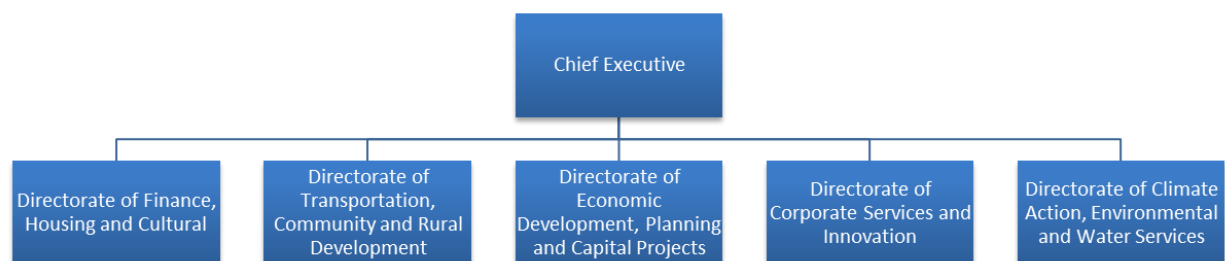 Chief Executive
Directorate of Finance,
Housing and Cultural
Directorate of
Transportation,
Community and Rural
Development
Directorate of
Economic
Development, Planning
and Capital Projects
Directorate of
Corporate Services and
Innovation
Directorate of Climate
Action, Environmental
and Water Services